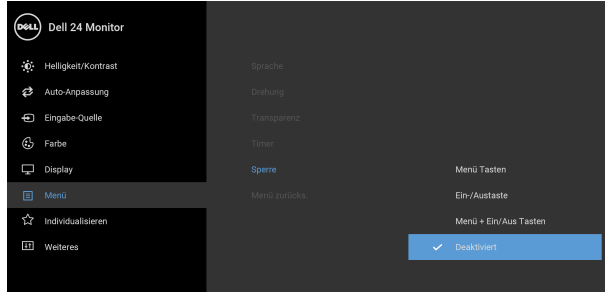 DELL Dell 24 Monitor
Helligkeit/Kontrast
Auto-Anpassung
Eingabe-Quelle
Farbe
Display
Menü
Individualisieren
Weiteres
Sprache
Drehung
Transparenz
Timer
Sperre
Menü zurücks.
Menü Tasten
Ein-/Austaste
Menü + Ein/Aus Tasten
Deaktiviert